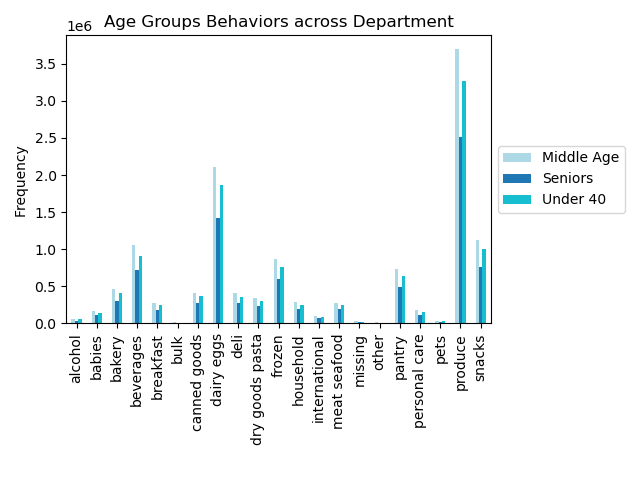 Age Groups Behaviors across Department
1e6
Frequency
3.5
3.0
2.5
2.0
1.5
1.0
0.5
0.0
Middle Age
Seniors
Under 40
alcohol
babies
bakery
beverages
breakfast
bulk
canned goods
dairy eggs
deli
dry goods pasta
frozen
household
international
meat seafood
missing
other
pantry
personal care
pets
produce
snacks